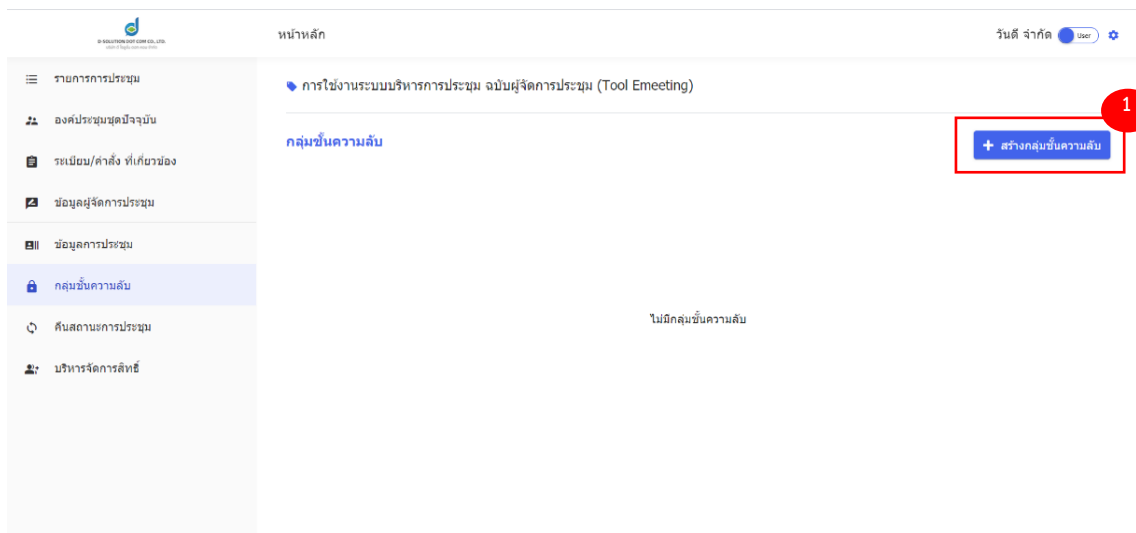 D SOLUTION DOT COM CO., LTD.
หน้าหลัก
วันดี จำกัด
User
รายการการประชุม
องค์ประชุมชุดปัจจุบัน
ระเบียบ/คำสั่ง ที่เกี่ยวข้อง
ข้อมูลผู้จัดการประชุม
ข้อมูลการประชุม
กลุ่มชั้นความลับ
คืนสถานะการประชุม
บริหารจัดการสิทธิ์
การใช้งานระบบบริหารการประชุม ฉบับผู้จัดการประชุม (Tool Emeeting)
1
กลุ่มชั้นความลับ
+ สร้างกลุ่มชั้นความลับ
ไม่มีกลุ่มชั้นความลับ